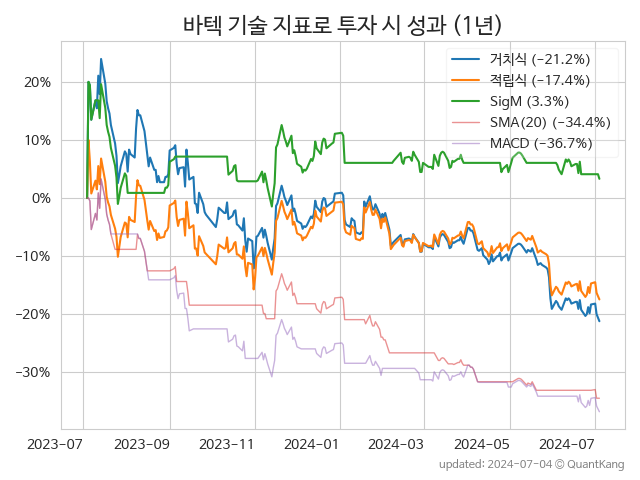 바텍 기술 지표로 투자 시 성과 (1년)
거치식 (−21.2%)
적립식 (−17.4%)
SigM (3.3%)
SMA(20) (−34.4%)
MACD (−36.7%)
20%
10%
0%
−10%
−20%
−30%
2023-07 2023-09 2023-11 2024-01 2024-03 2024-05 2024-07
updated: 2024-07-04 © QuantKang